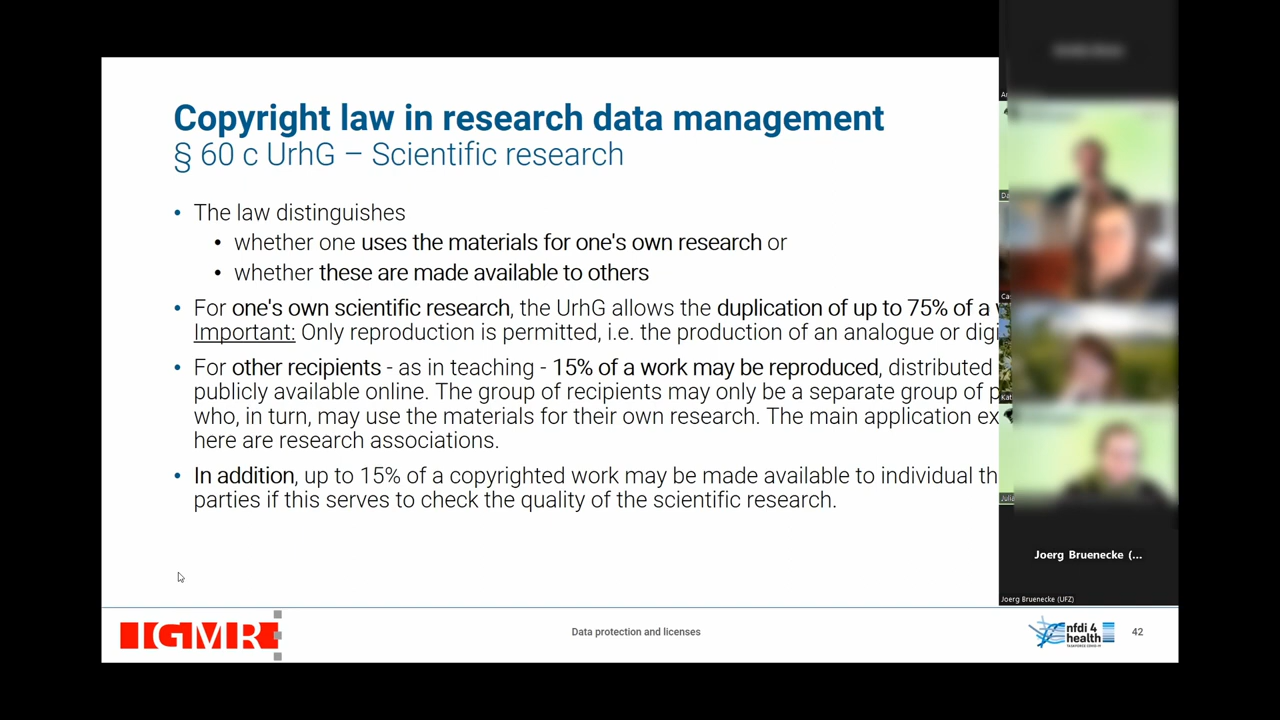 Copyright law in research data management
§ 60 c UrhG – Scientific research
• The law distinguishes
• whether one uses the materials for one's own research or
• whether these are made available to others
• For one's own scientific research, the UrhG allows the duplication of up to 75% of a
Important: Only reproduction is permitted, i.e. the production of an analogue or digi
• For other recipients - as in teaching - 15% of a work may be reproduced, distributed
publicly available online. The group of recipients may only be a separate group of p
who, in turn, may use the materials for their own research. The main application ex
here are research associations.
• In addition, up to 15% of a copyrighted work may be made available to individual th
parties if this serves to check the quality of the scientific research.
Joerg Bruenecke (...
Joerg Bruenecke (UFZ)
IGMR
Data protection and licenses
nfdi 4
health
TASKFORCE COVID-19
42